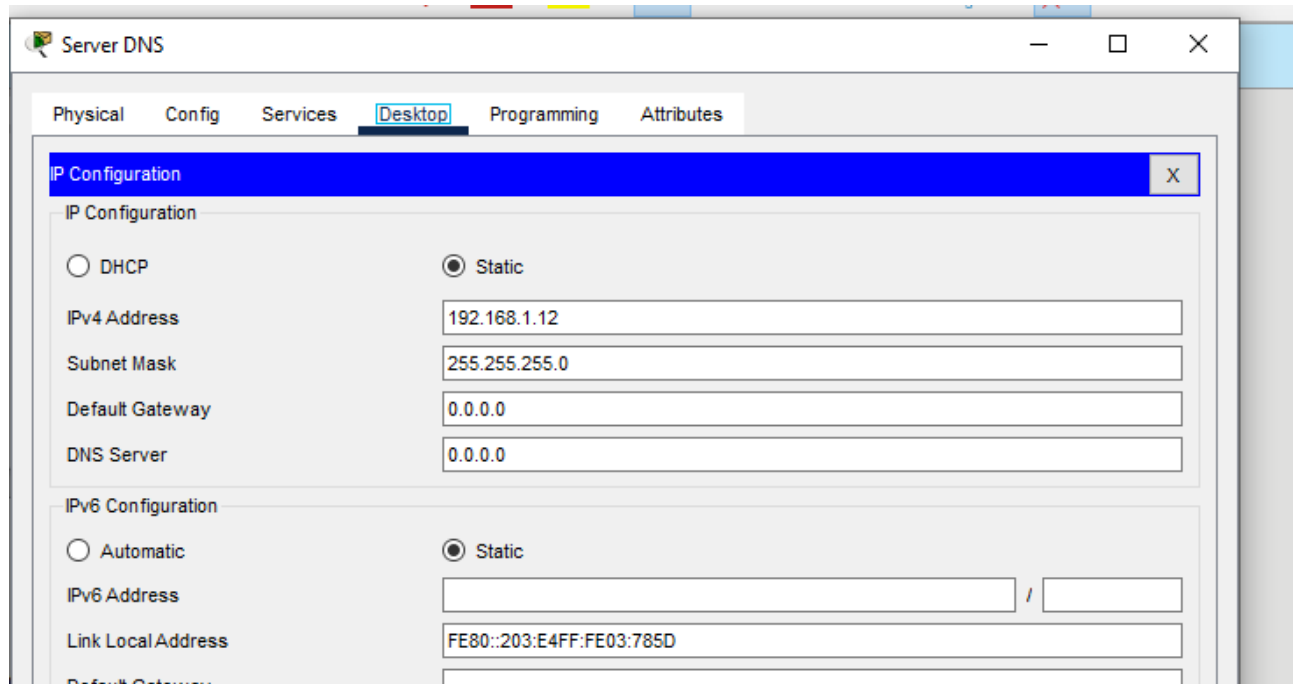 Server DNS
Physical Config Services Desktop Programming Attributes
IP Configuration X
IP Configuration
DHCP Static
IPv4 Address 192.168.1.12
Subnet Mask 255.255.255.0
Default Gateway 0.0.0.0
DNS Server 0.0.0.0
IPv6 Configuration
Automatic Static
IPv6 Address /
Link Local Address FE80::203:E4FF:FE03:785D
Default Gateway